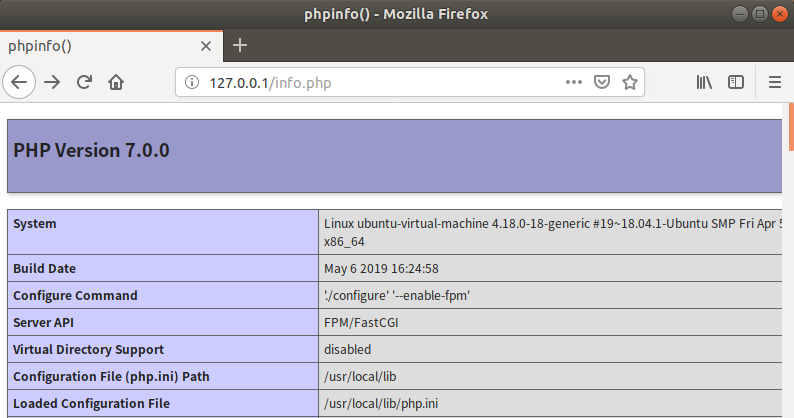 phpinfo() - Mozilla Firefox
phpinfo()
127.0.0.1/info.php
PHP Version 7.0.0
System Linux ubuntu-virtual-machine 4.18.0-18-generic #19~18.04.1-Ubuntu SMP Fri Apr 5
x86_64
Build Date May 6 2019 16:24:58
Configure Command './configure' '--enable-fpm'
Server API FPM/FastCGI
Virtual Directory Support disabled
Configuration File (php.ini) Path /usr/local/lib
Loaded Configuration File /usr/local/lib/php.ini